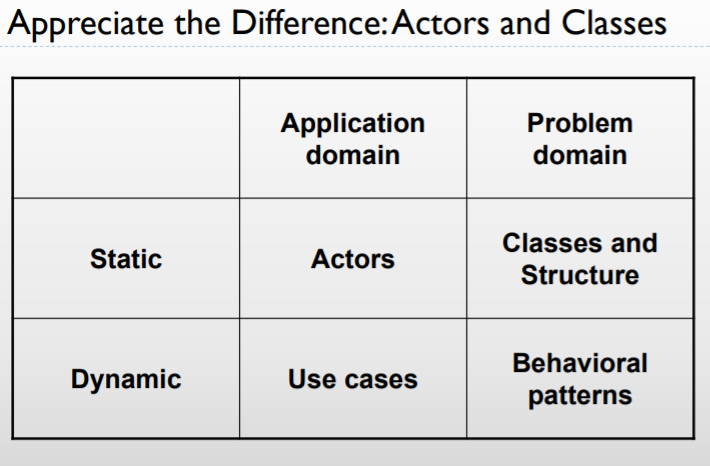 Appreciate the Difference: Actors and Classes
Application
domain
Problem
domain
Static
Actors
Classes and
Structure
Dynamic
Use cases
Behavioral
patterns